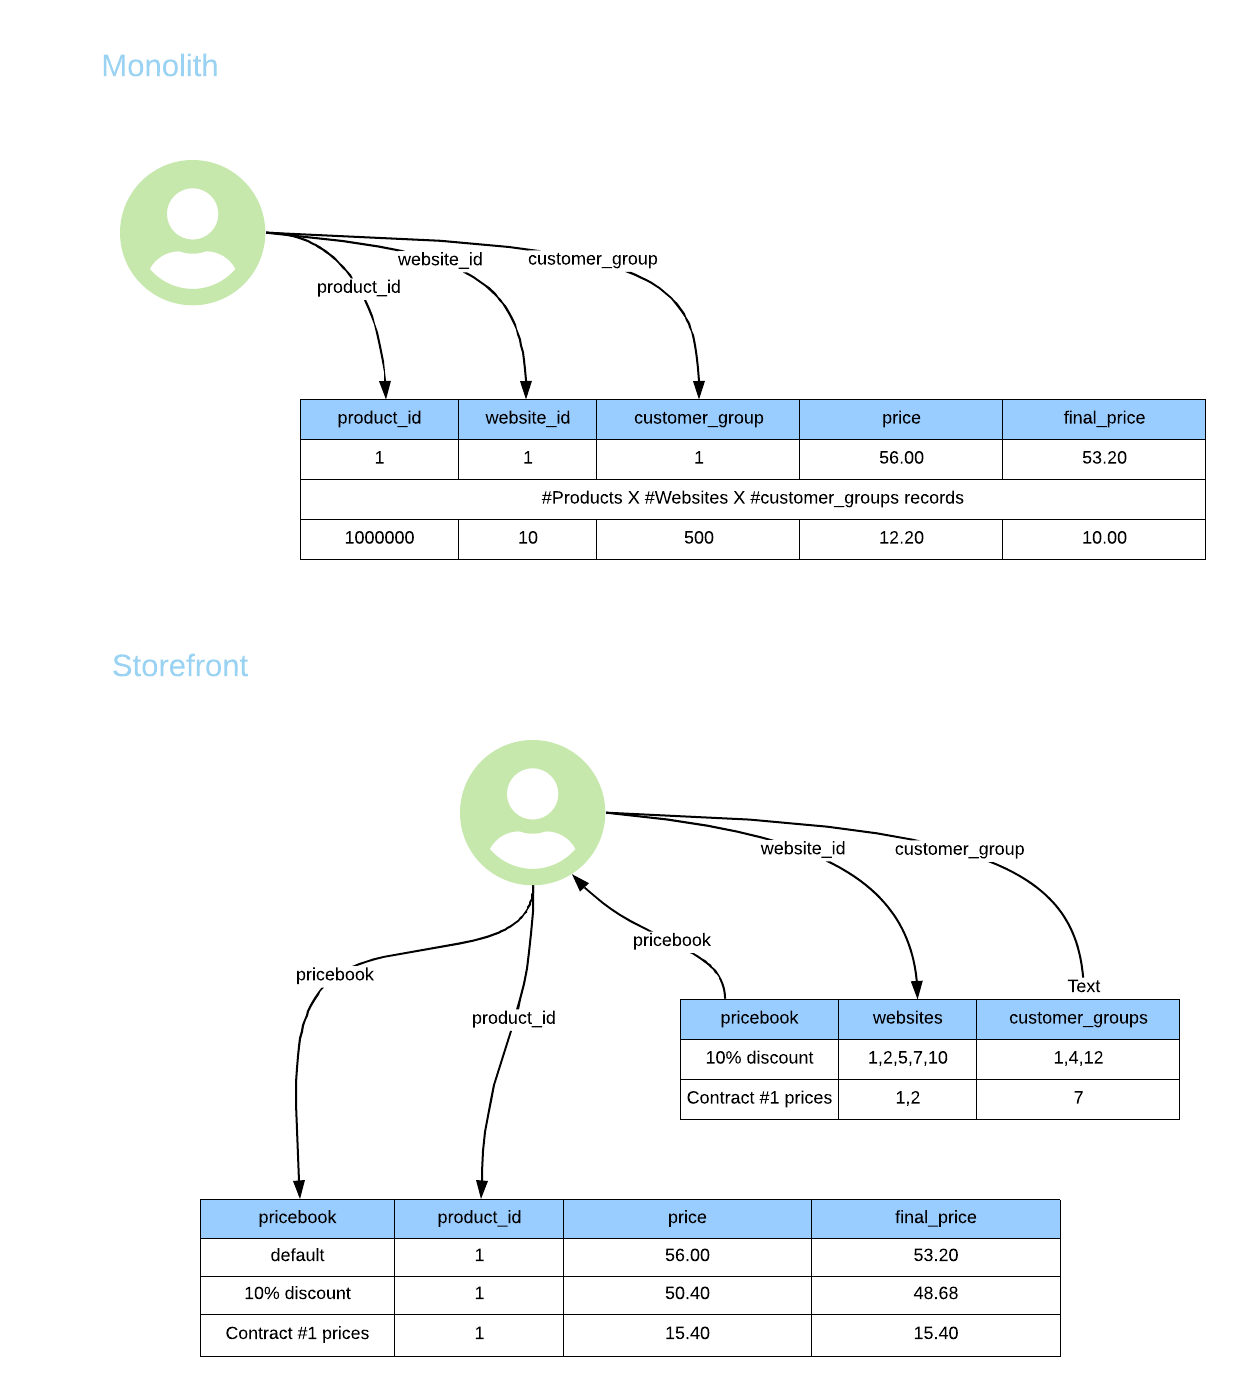 Monolith
website_id
customer_group
product_id
product_id website_id customer_group price final_price
1 1 1 56.00 53.20
#Products X #Websites X #customer_groups records
1000000 10 500 12.20 10.00
Storefront
website_id
customer_group
pricebook
pricebook
product_id
Text
pricebook websites customer_groups
10% discount 1,2,5,7,10 1,4,12
Contract #1 prices 1,2 7
pricebook product_id price final_price
default 1 56.00 53.20
10% discount 1 50.40 48.68
Contract #1 prices 1 15.40 15.40